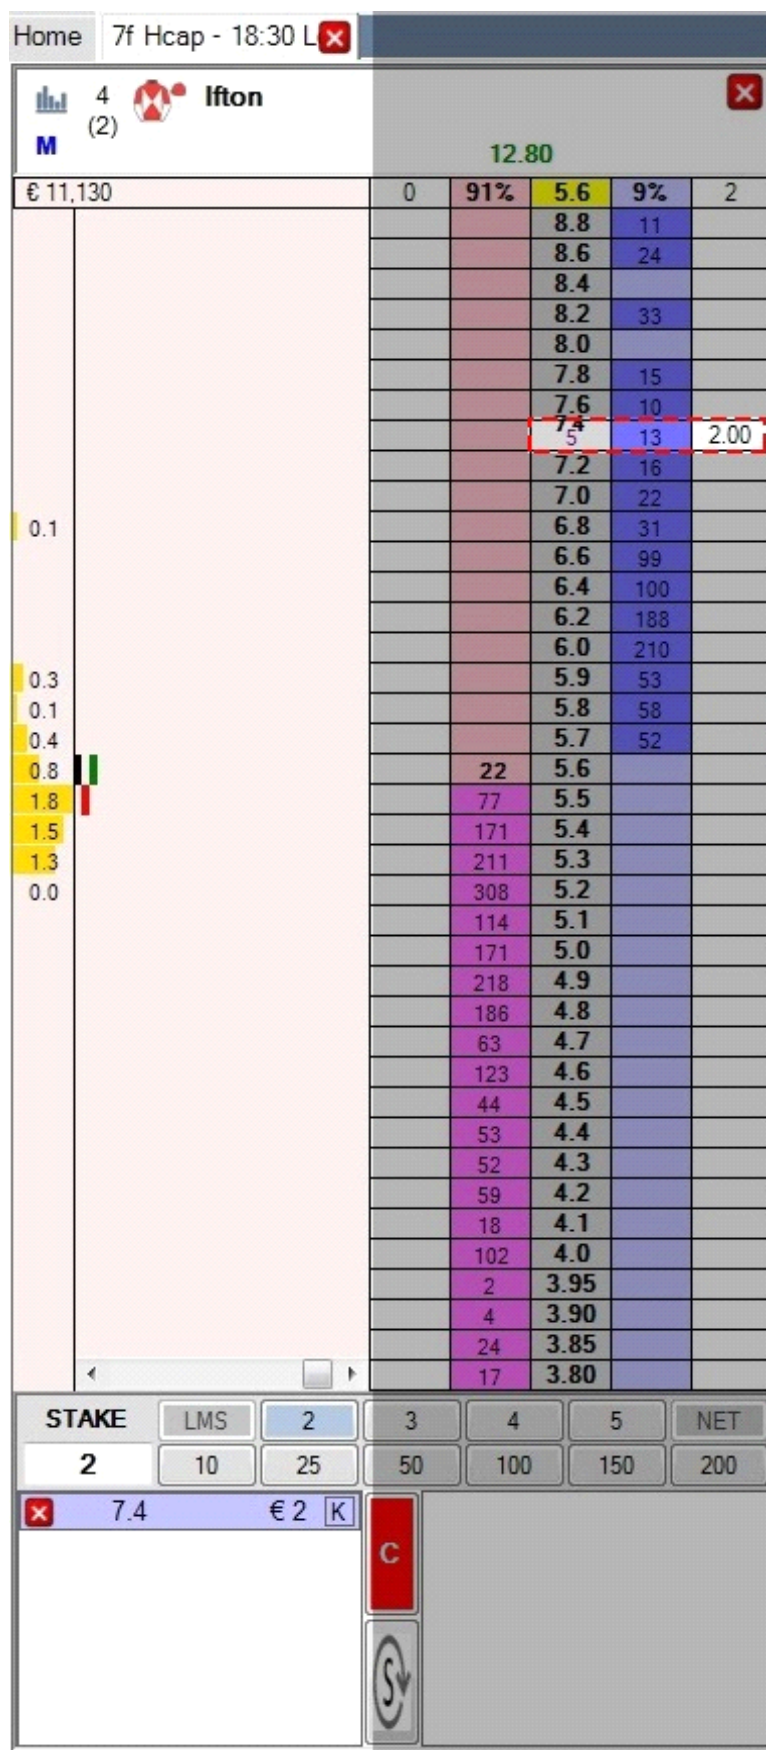 Home 7f Hcap - 18:30 L
4 Ifton
(2)
M
12.80
€ 11,130 0 91% 5.6 9% 2
8.8 11
8.6 24
8.4
8.2 33
8.0
7.8 15
7.6 10
7.4 5 13 2.00
7.2 16
7.0 22
0.1 6.8 31
6.6 99
6.4 100
6.2 188
6.0 210
0.3 5.9 53
0.1 5.8 58
0.4 5.7 52
0.8 22 5.6
1.8 77 5.5
1.5 171 5.4
1.3 211 5.3
0.0 308 5.2
114 5.1
171 5.0
218 4.9
186 4.8
63 4.7
123 4.6
44 4.5
53 4.4
52 4.3
59 4.2
18 4.1
102 4.0
2 3.95
4 3.90
24 3.85
17 3.80
STAKE LMS 2 3 4 5 NET
2 10 25 50 100 150 200
7.4 € 2 K
C
S